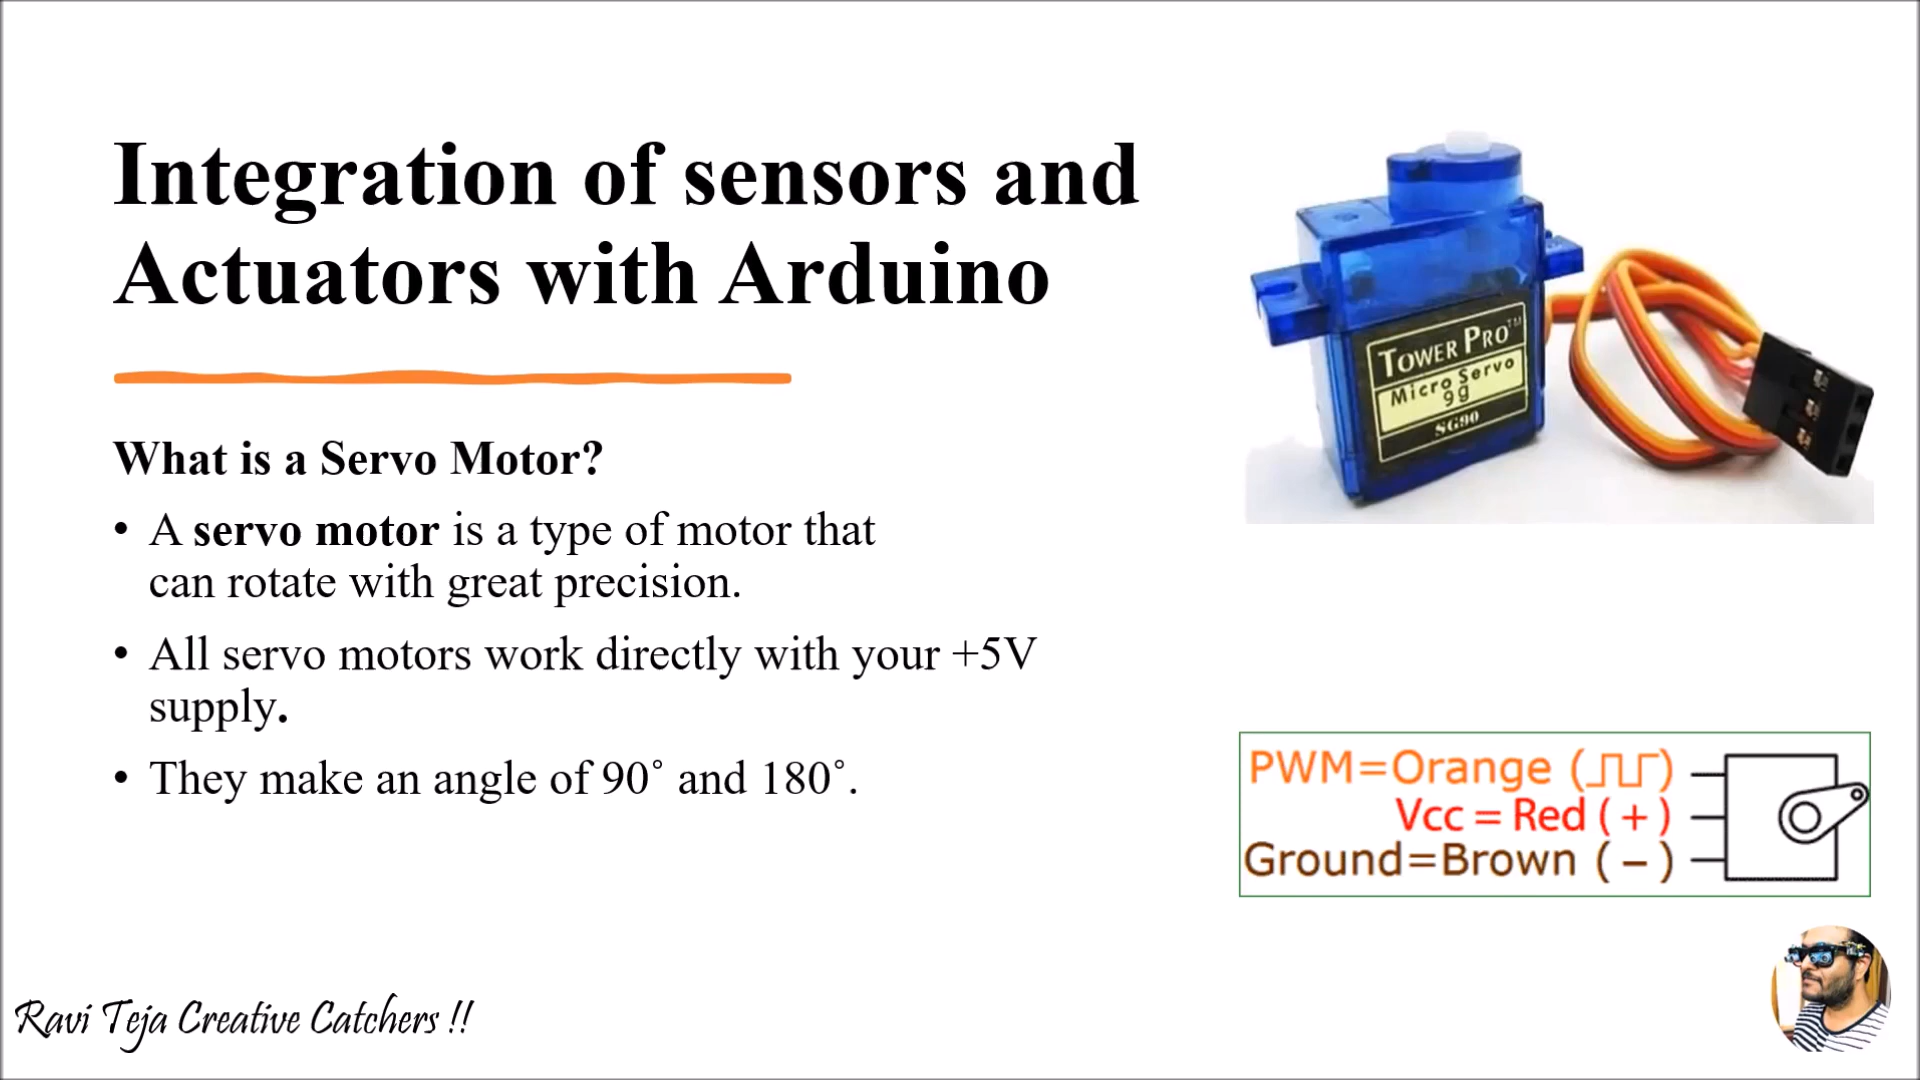 Integration of sensors and
Actuators with Arduino
What is a Servo Motor?
• A servo motor is a type of motor that
can rotate with great precision.
• All servo motors work directly with your +5V
supply.
• They make an angle of 90˚ and 180˚.
TOWER PRO™
Micro Servo
9g
SG90
PWM=Orange (⎍⎍)
Vcc = Red ( + )
Ground=Brown ( − )
Ravi Teja Creative Catchers !!